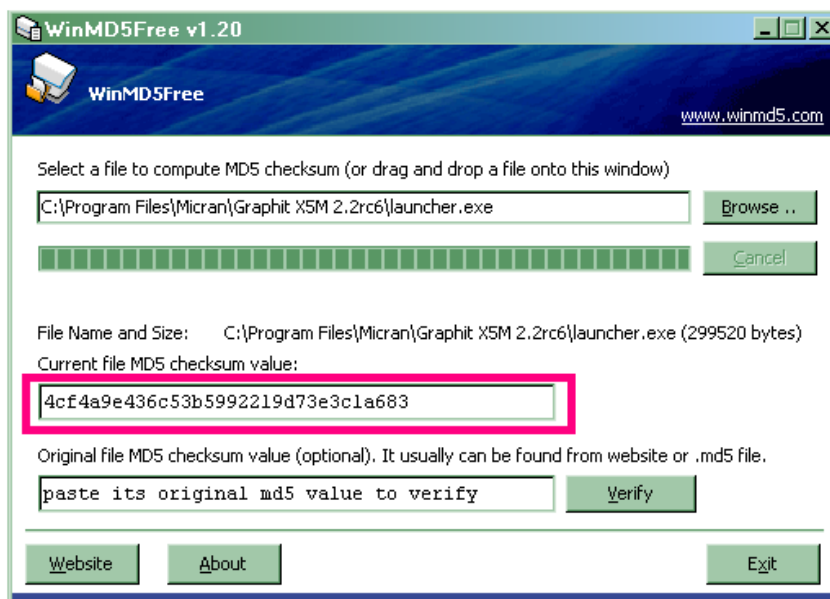 WinMD5Free v1.20
WinMD5Free
www.winmd5.com
Select a file to compute MD5 checksum (or drag and drop a file onto this window)
C:\Program Files\Micran\Graphit X5M 2.2rc6\launcher.exe
Browse ..
Cancel
File Name and Size: C:\Program Files\Micran\Graphit X5M 2.2rc6\launcher.exe (299520 bytes)
Current file MD5 checksum value:
4cf4a9e436c53b5992219d73e3c1a683
Original file MD5 checksum value (optional). It usually can be found from website or .md5 file.
paste its original md5 value to verify
Verify
Website
About
Exit